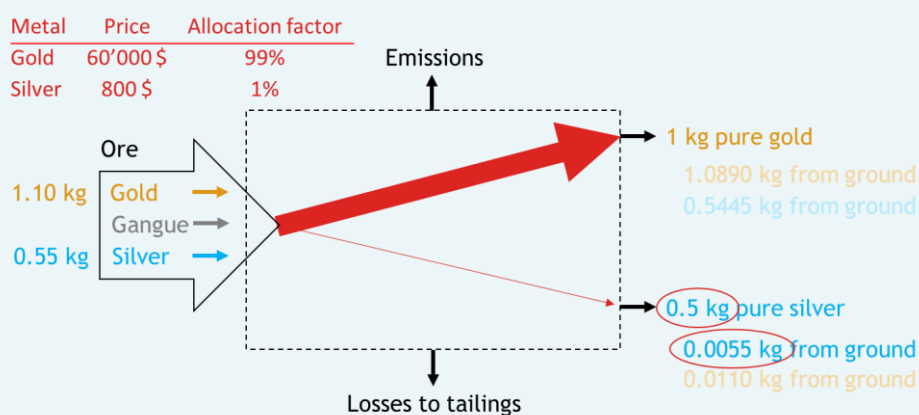 Metal Price Allocation factor
Gold 60’000 $ 99%
Silver 800 $ 1%
Emissions
Ore
1.10 kg Gold
Gangue
0.55 kg Silver
1 kg pure gold
1.0890 kg from ground
0.5445 kg from ground
0.5 kg pure silver
0.0055 kg from ground
0.0110 kg from ground
Losses to tailings